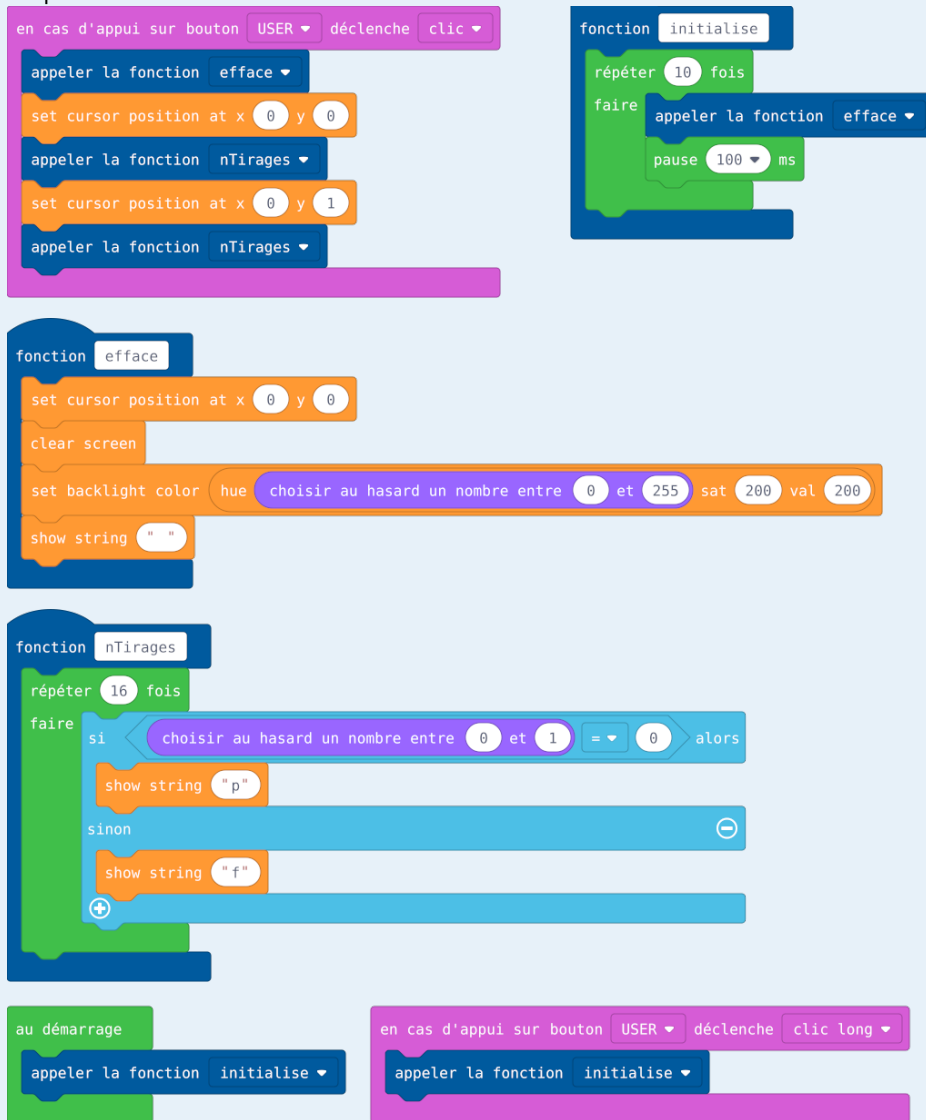 en cas d'appui sur bouton USER déclenche clic
appeler la fonction efface
set cursor position at x 0 y 0
appeler la fonction nTirages
set cursor position at x 0 y 1
appeler la fonction nTirages
fonction initialise
répéter 10 fois
faire
appeler la fonction efface
pause 100 ms
fonction efface
set cursor position at x 0 y 0
clear screen
set backlight color hue choisir au hasard un nombre entre 0 et 255 sat 200 val 200
show string " "
fonction nTirages
répéter 16 fois
faire
si choisir au hasard un nombre entre 0 et 1 = 0 alors
show string "p"
sinon
show string "f"
au démarrage
appeler la fonction initialise
en cas d'appui sur bouton USER déclenche clic long
appeler la fonction initialise